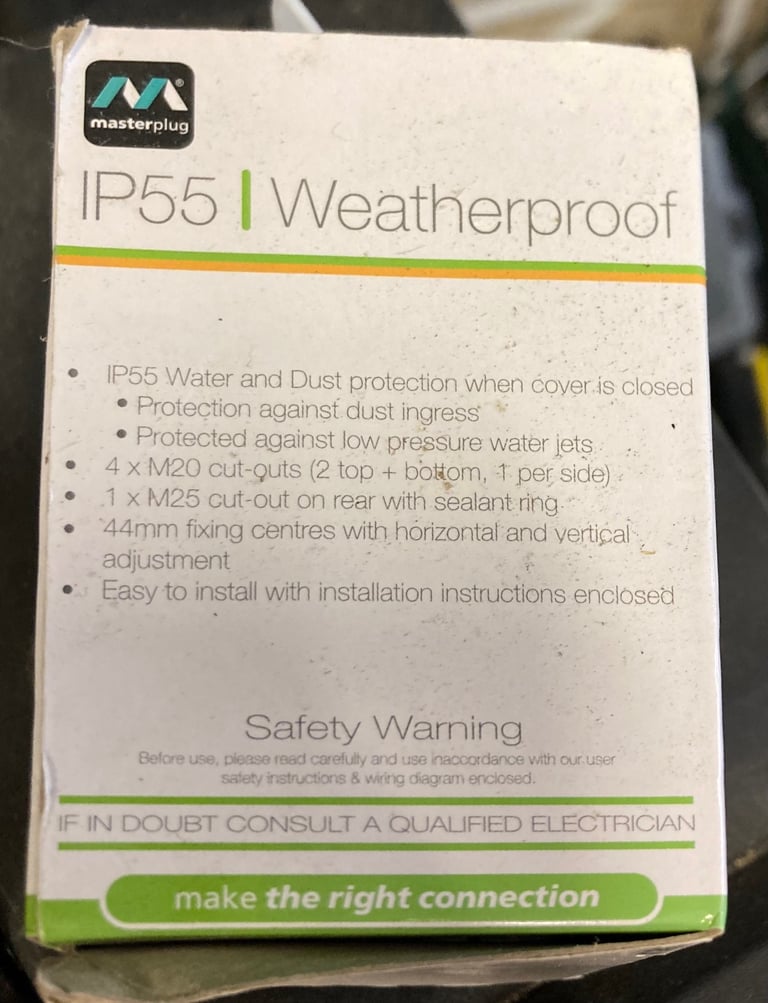 masterplug
IP55 | Weatherproof
• IP55 Water and Dust protection when cover is closed
• Protection against dust ingress
• Protected against low pressure water jets
• 4 x M20 cut-outs (2 top + bottom, 1 per side)
• 1 x M25 cut-out on rear with sealant ring
• 44mm fixing centres with horizontal and vertical
adjustment
• Easy to install with installation instructions enclosed
Safety Warning
Before use, please read carefully and use inaccordance with our user
safety instructions & wiring diagram enclosed.
IF IN DOUBT CONSULT A QUALIFIED ELECTRICIAN
make the right connection